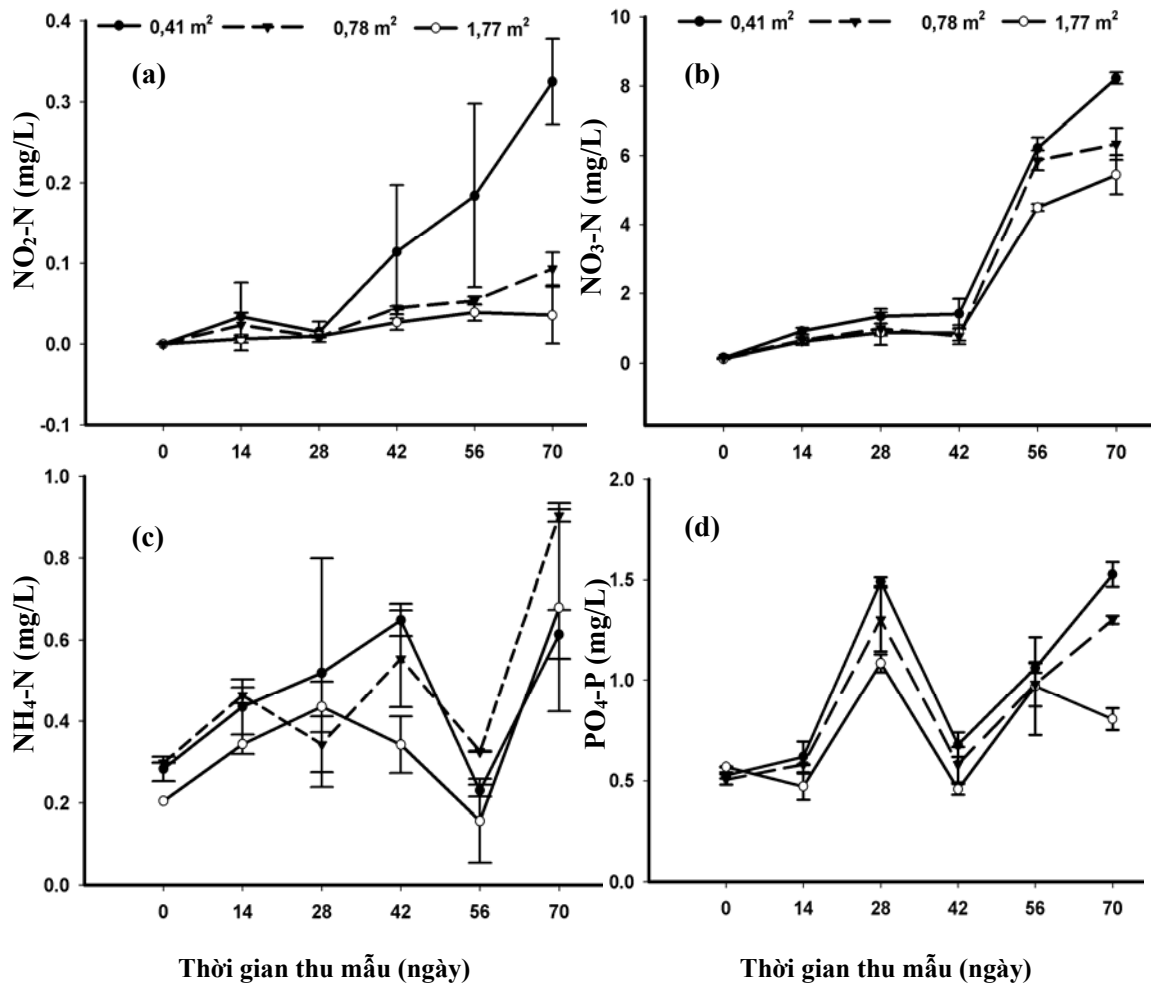 0,41 m² 0,78 m² 1,77 m²
(a)
NO₂-N (mg/L)
0.4
0.3
0.2
0.1
0.0
-0.1
0 14 28 42 56 70
0,41 m² 0,78 m² 1,77 m²
(b)
NO₃-N (mg/L)
10
8
6
4
2
0
0 14 28 42 56 70
(c)
NH₄-N (mg/L)
1.0
0.8
0.6
0.4
0.2
0.0
0 14 28 42 56 70
Thời gian thu mẫu (ngày)
(d)
PO₄-P (mg/L)
2.0
1.5
1.0
0.5
0.0
0 14 28 42 56 70
Thời gian thu mẫu (ngày)